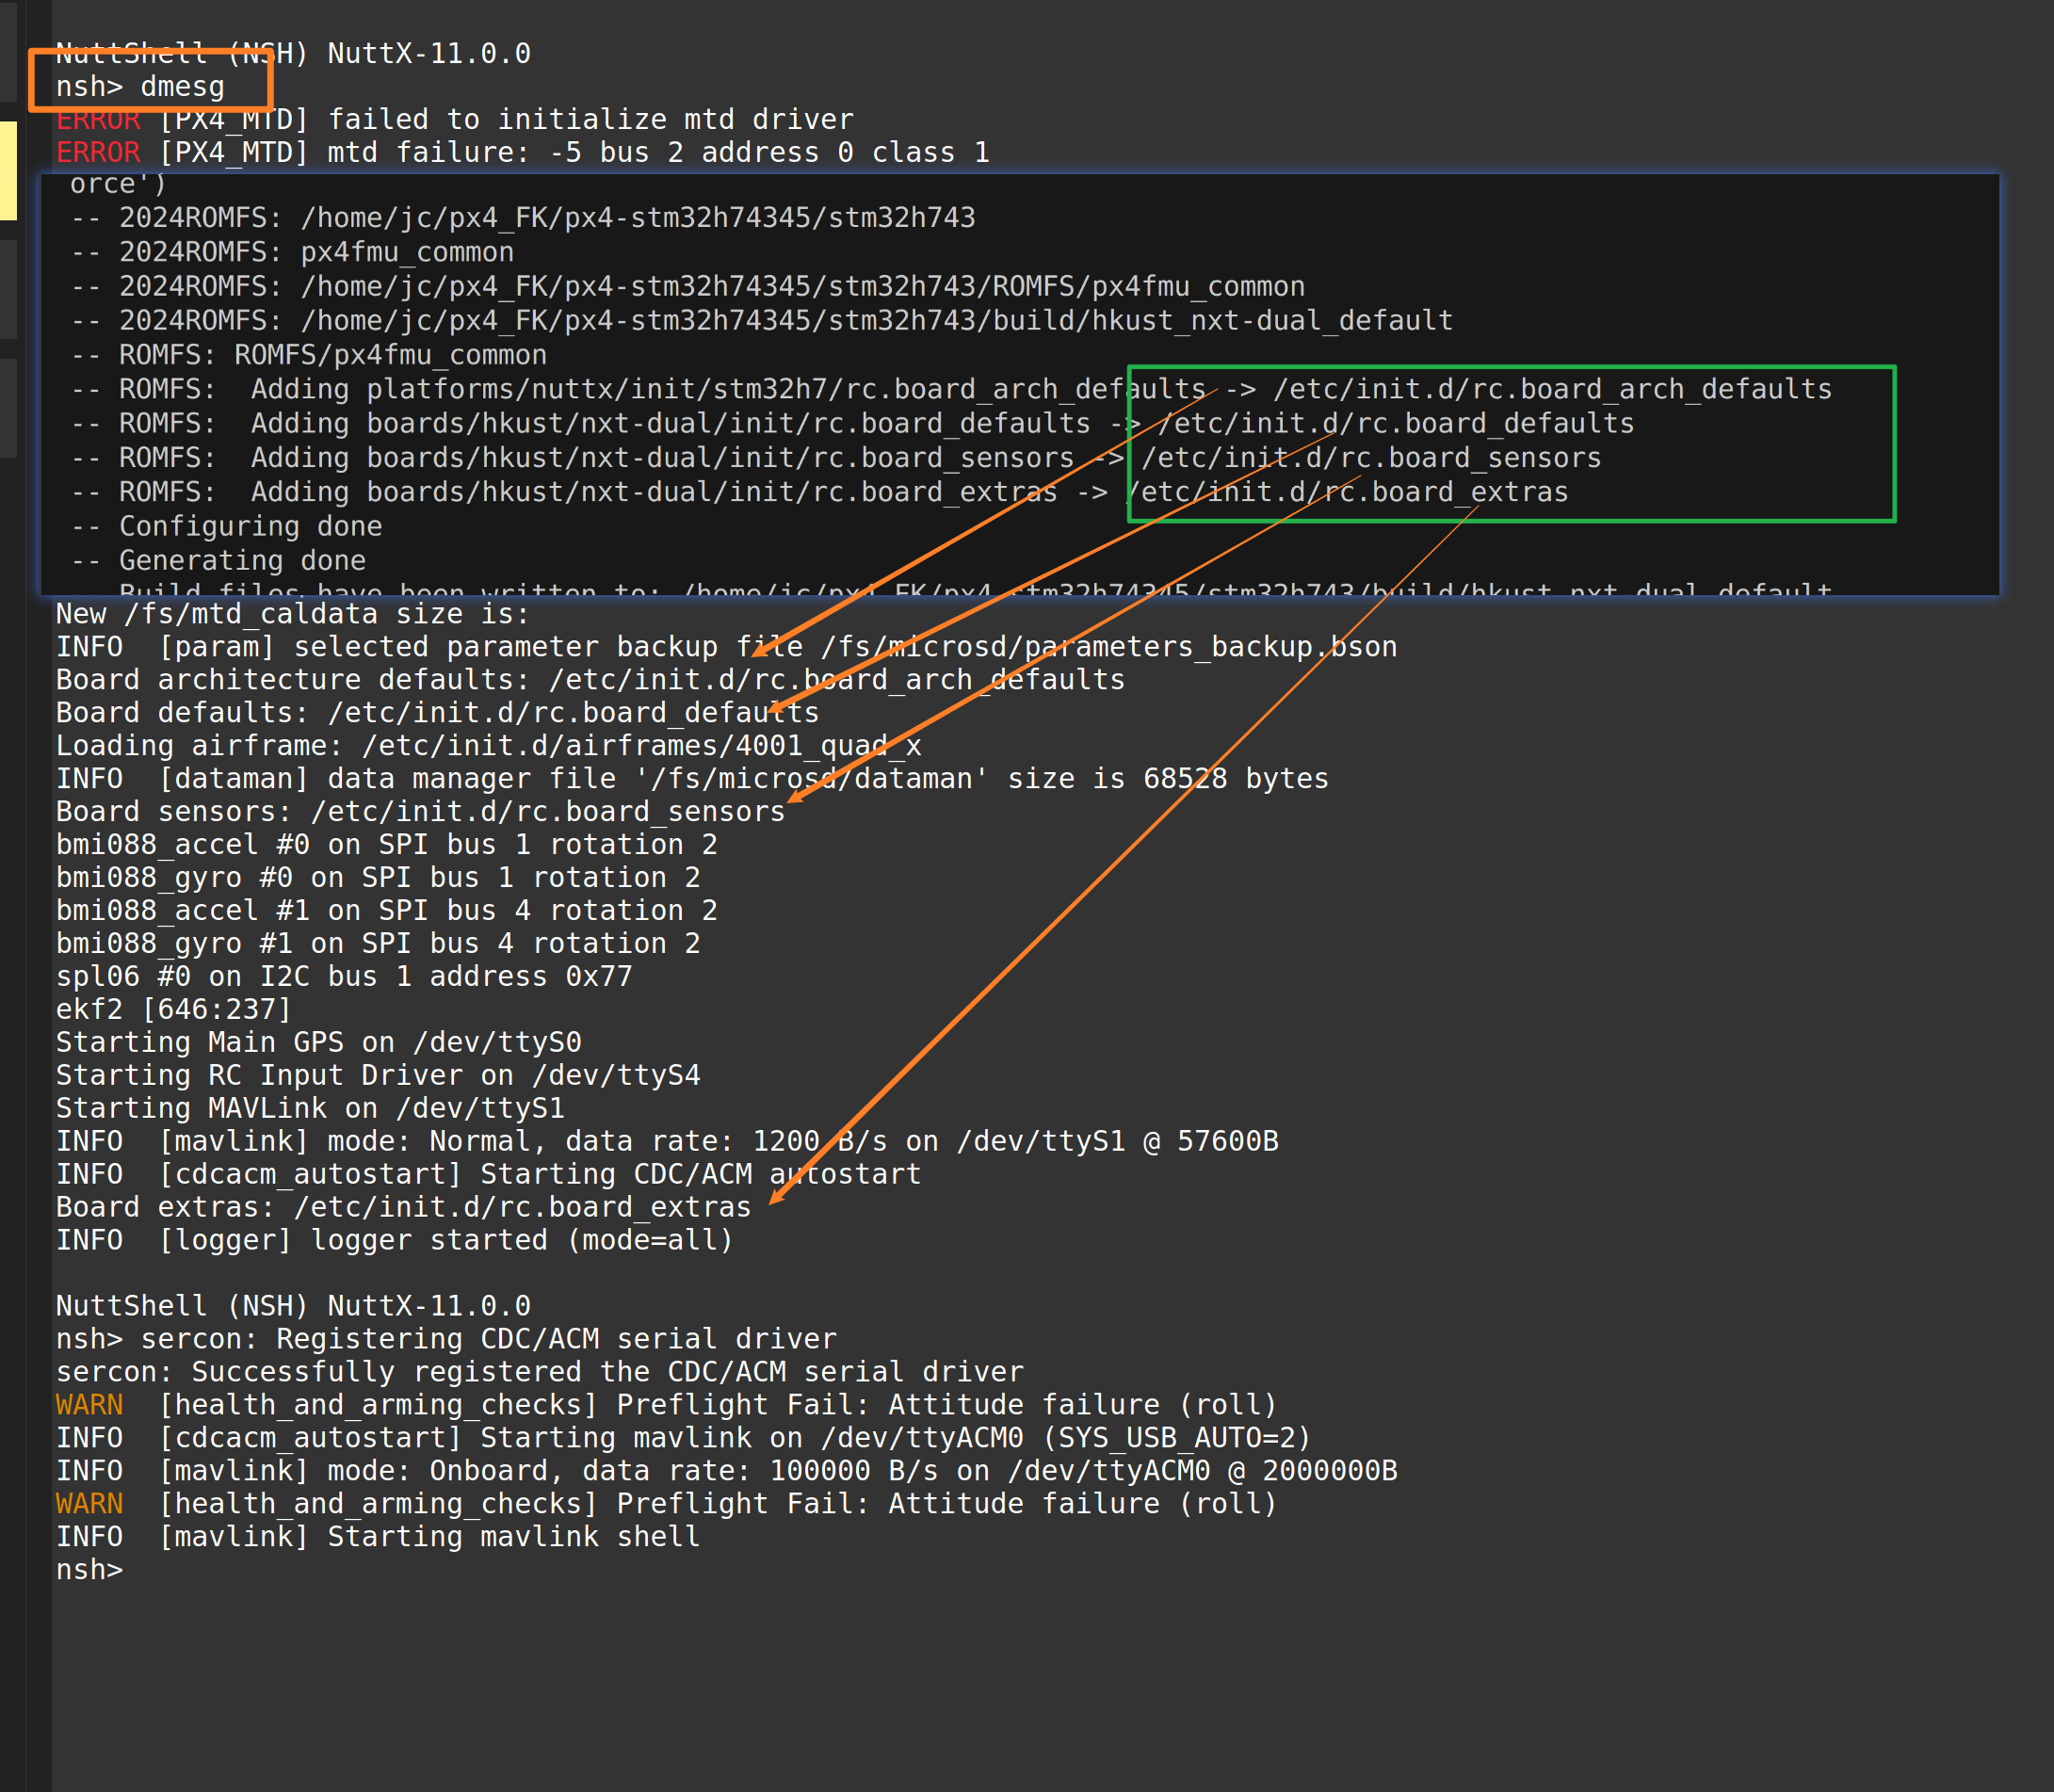 NuttShell (NSH) NuttX-11.0.0
nsh> dmesg
ERROR [PX4_MTD] failed to initialize mtd driver
ERROR [PX4_MTD] mtd failure: -5 bus 2 address 0 class 1
orce')
-- 2024ROMFS: /home/jc/px4_FK/px4-stm32h74345/stm32h743
-- 2024ROMFS: px4fmu_common
-- 2024ROMFS: /home/jc/px4_FK/px4-stm32h74345/stm32h743/ROMFS/px4fmu_common
-- 2024ROMFS: /home/jc/px4_FK/px4-stm32h74345/stm32h743/build/hkust_nxt-dual_default
-- ROMFS: ROMFS/px4fmu_common
-- ROMFS:  Adding platforms/nuttx/init/stm32h7/rc.board_arch_defaults -> /etc/init.d/rc.board_arch_defaults
-- ROMFS:  Adding boards/hkust/nxt-dual/init/rc.board_defaults -> /etc/init.d/rc.board_defaults
-- ROMFS:  Adding boards/hkust/nxt-dual/init/rc.board_sensors -> /etc/init.d/rc.board_sensors
-- ROMFS:  Adding boards/hkust/nxt-dual/init/rc.board_extras -> /etc/init.d/rc.board_extras
-- Configuring done
-- Generating done
-- Build files have been written to: /home/jc/px4_FK/px4-stm32h74345/stm32h743/build/hkust_nxt-dual_default
New /fs/mtd_caldata size is:
INFO  [param] selected parameter backup file /fs/microsd/parameters_backup.bson
Board architecture defaults: /etc/init.d/rc.board_arch_defaults
Board defaults: /etc/init.d/rc.board_defaults
Loading airframe: /etc/init.d/airframes/4001_quad_x
INFO  [dataman] data manager file '/fs/microsd/dataman' size is 68528 bytes
Board sensors: /etc/init.d/rc.board_sensors
bmi088_accel #0 on SPI bus 1 rotation 2
bmi088_gyro #0 on SPI bus 1 rotation 2
bmi088_accel #1 on SPI bus 4 rotation 2
bmi088_gyro #1 on SPI bus 4 rotation 2
spl06 #0 on I2C bus 1 address 0x77
ekf2 [646:237]
Starting Main GPS on /dev/ttyS0
Starting RC Input Driver on /dev/ttyS4
Starting MAVLink on /dev/ttyS1
INFO  [mavlink] mode: Normal, data rate: 1200 B/s on /dev/ttyS1 @ 57600B
INFO  [cdcacm_autostart] Starting CDC/ACM autostart
Board extras: /etc/init.d/rc.board_extras
INFO  [logger] logger started (mode=all)
NuttShell (NSH) NuttX-11.0.0
nsh> sercon: Registering CDC/ACM serial driver
sercon: Successfully registered the CDC/ACM serial driver
WARN  [health_and_arming_checks] Preflight Fail: Attitude failure (roll)
INFO  [cdcacm_autostart] Starting mavlink on /dev/ttyACM0 (SYS_USB_AUTO=2)
INFO  [mavlink] mode: Onboard, data rate: 100000 B/s on /dev/ttyACM0 @ 2000000B
WARN  [health_and_arming_checks] Preflight Fail: Attitude failure (roll)
INFO  [mavlink] Starting mavlink shell
nsh>